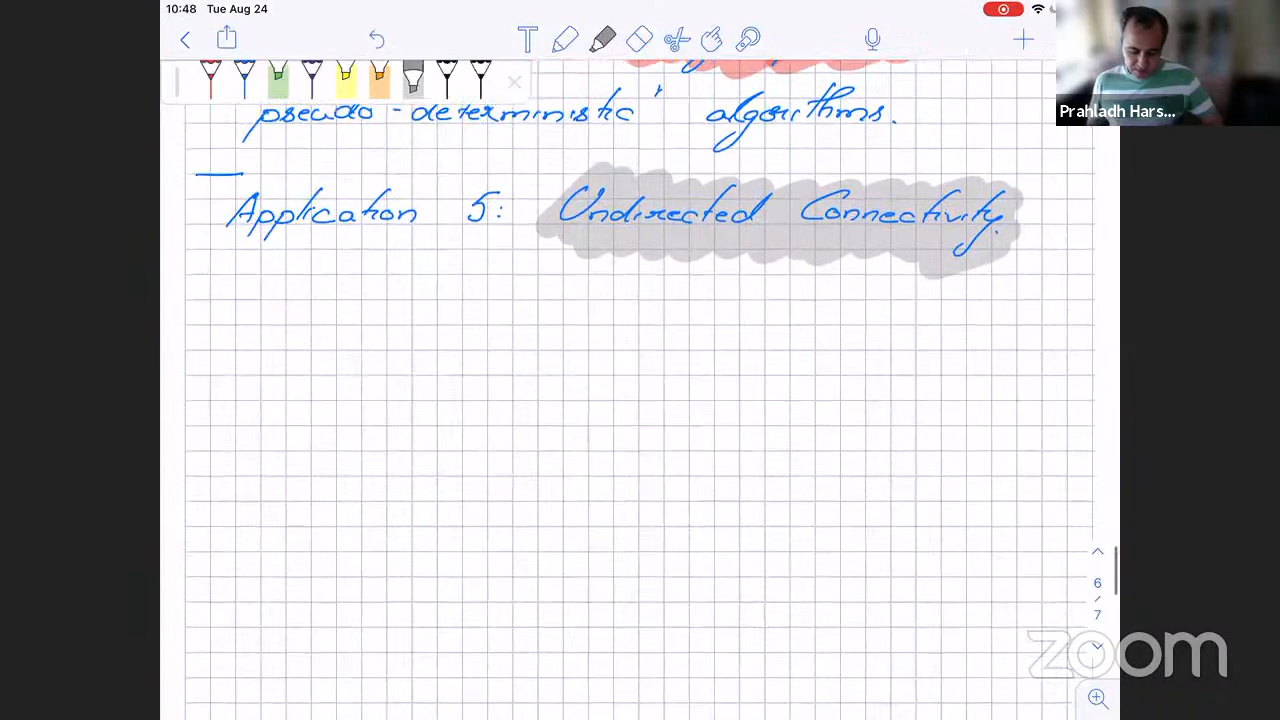 10:48 Tue Aug 24
Prahladh Hars...
pseudo-deterministic' algorithms.
Application 5: Undirected Connectivity.
6
7
zoom